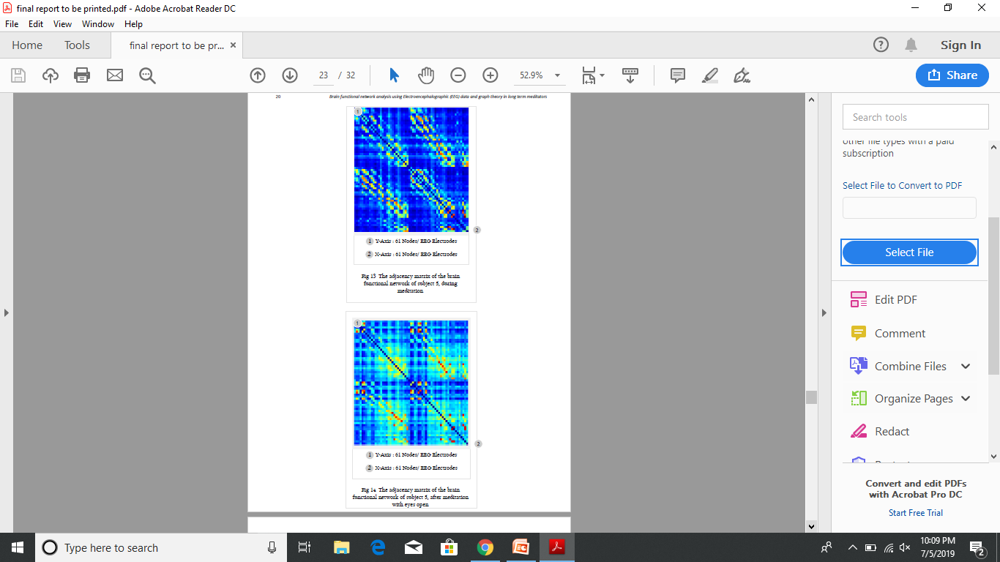 final report to be printed.pdf - Adobe Acrobat Reader DC
File Edit View Window Help
Home Tools final report to be pr... ×
Sign In
23 / 32 52.9% Share
20 Brain functional network analysis using Electroencephalographic (EEG) data and graph theory in long term meditators
1
2
1 Y-Axis : 61 Nodes/ EEG Electrodes
2 X-Axis : 61 Nodes/ EEG Electrodes
Fig 13 The adjacency matrix of the brain
functional network of subject 5, during
meditation
1
2
1 Y-Axis : 61 Nodes/ EEG Electrodes
2 X-Axis : 61 Nodes/ EEG Electrodes
Fig 14 The adjacency matrix of the brain
functional network of subject 5, after meditation
with eyes open
Search tools
other file types with a paid
subscription
Select File to Convert to PDF
Select File
Edit PDF
Comment
Combine Files
Organize Pages
Redact
Convert and edit PDFs
with Acrobat Pro DC
Start Free Trial
Type here to search
10:09 PM
7/5/2019
2